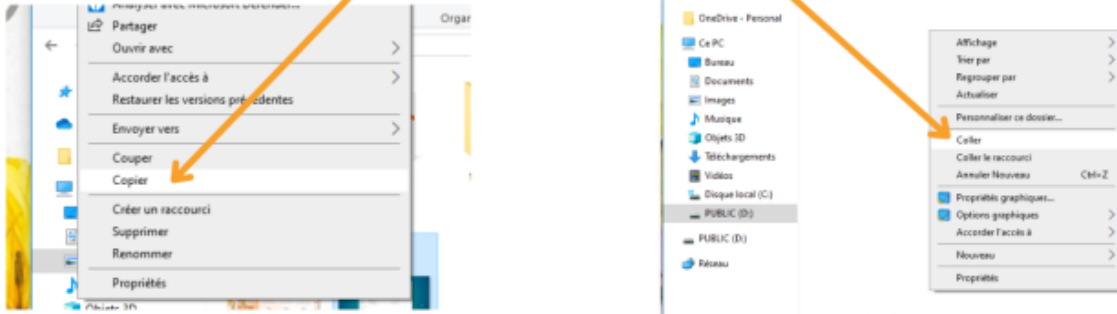 Analyser avec Microsoft Defender...
Organ
Partager
Ouvrir avec
Accorder l'accès à
Restaurer les versions précédentes
Envoyer vers
Couper
Copier
Créer un raccourci
Supprimer
Renommer
Propriétés
Objets 3D
OneDrive - Personal
Ce PC
Bureau
Documents
Images
Musique
Objets 3D
Téléchargements
Vidéos
Disque local (C:)
PUBLIC (D:)
PUBLIC (D:)
Réseau
Affichage
Trier par
Regrouper par
Actualiser
Personnaliser ce dossier...
Coller
Coller le raccourci
Annuler Nouveau Ctrl+Z
Propriétés graphiques...
Options graphiques
Accorder l'accès à
Nouveau
Propriétés